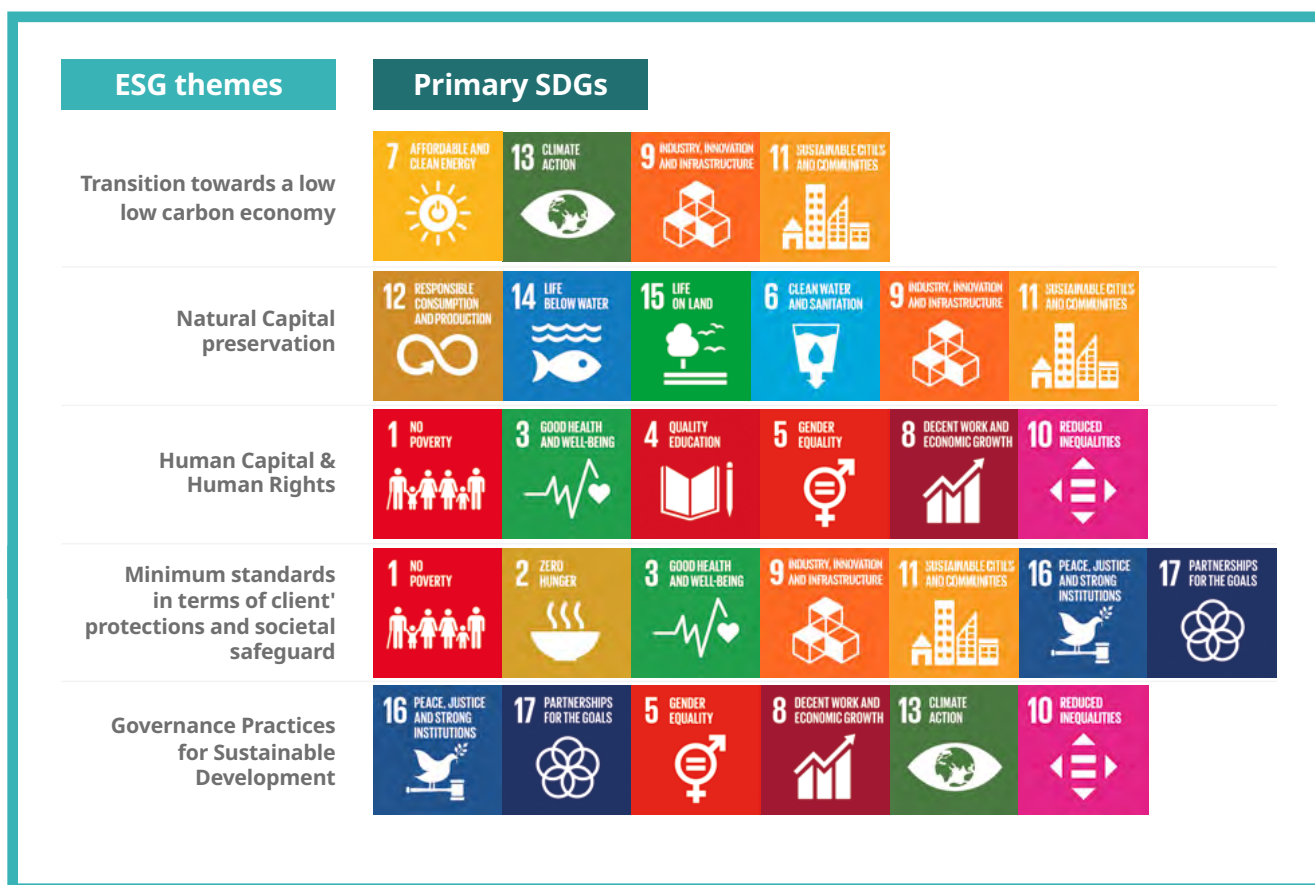 ESG themes
Primary SDGs
Transition towards a low
low carbon economy
7 AFFORDABLE AND
CLEAN ENERGY
13 CLIMATE
ACTION
9 INDUSTRY, INNOVATION
AND INFRASTRUCTURE
11 SUSTAINABLE CITIES
AND COMMUNITIES
Natural Capital
preservation
12 RESPONSIBLE
CONSUMPTION
AND PRODUCTION
14 LIFE
BELOW WATER
15 LIFE
ON LAND
6 CLEAN WATER
AND SANITATION
9 INDUSTRY, INNOVATION
AND INFRASTRUCTURE
11 SUSTAINABLE CITIES
AND COMMUNITIES
Human Capital &
Human Rights
1 NO
POVERTY
3 GOOD HEALTH
AND WELL-BEING
4 QUALITY
EDUCATION
5 GENDER
EQUALITY
8 DECENT WORK AND
ECONOMIC GROWTH
10 REDUCED
INEQUALITIES
Minimum standards
in terms of client'
protections and societal
safeguard
1 NO
POVERTY
2 ZERO
HUNGER
3 GOOD HEALTH
AND WELL-BEING
9 INDUSTRY, INNOVATION
AND INFRASTRUCTURE
11 SUSTAINABLE CITIES
AND COMMUNITIES
16 PEACE, JUSTICE
AND STRONG
INSTITUTIONS
17 PARTNERSHIPS
FOR THE GOALS
Governance Practices
for Sustainable
Development
16 PEACE, JUSTICE
AND STRONG
INSTITUTIONS
17 PARTNERSHIPS
FOR THE GOALS
5 GENDER
EQUALITY
8 DECENT WORK AND
ECONOMIC GROWTH
13 CLIMATE
ACTION
10 REDUCED
INEQUALITIES